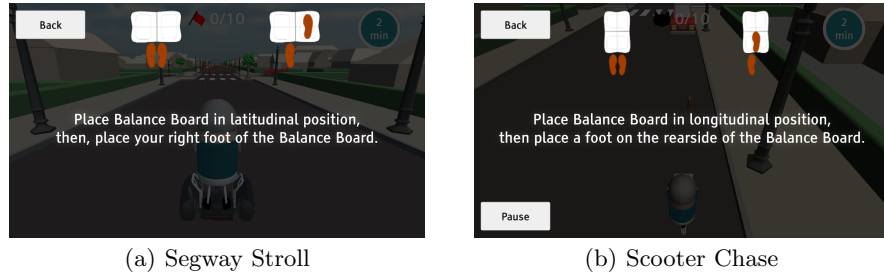 Back
0/10
2
min
Place Balance Board in latitudinal position,
then, place your right foot of the Balance Board.
(a) Segway Stroll
Back
0/10
2
min
Place Balance Board in longitudinal position,
then place a foot on the rearside of the Balance Board.
Pause
(b) Scooter Chase